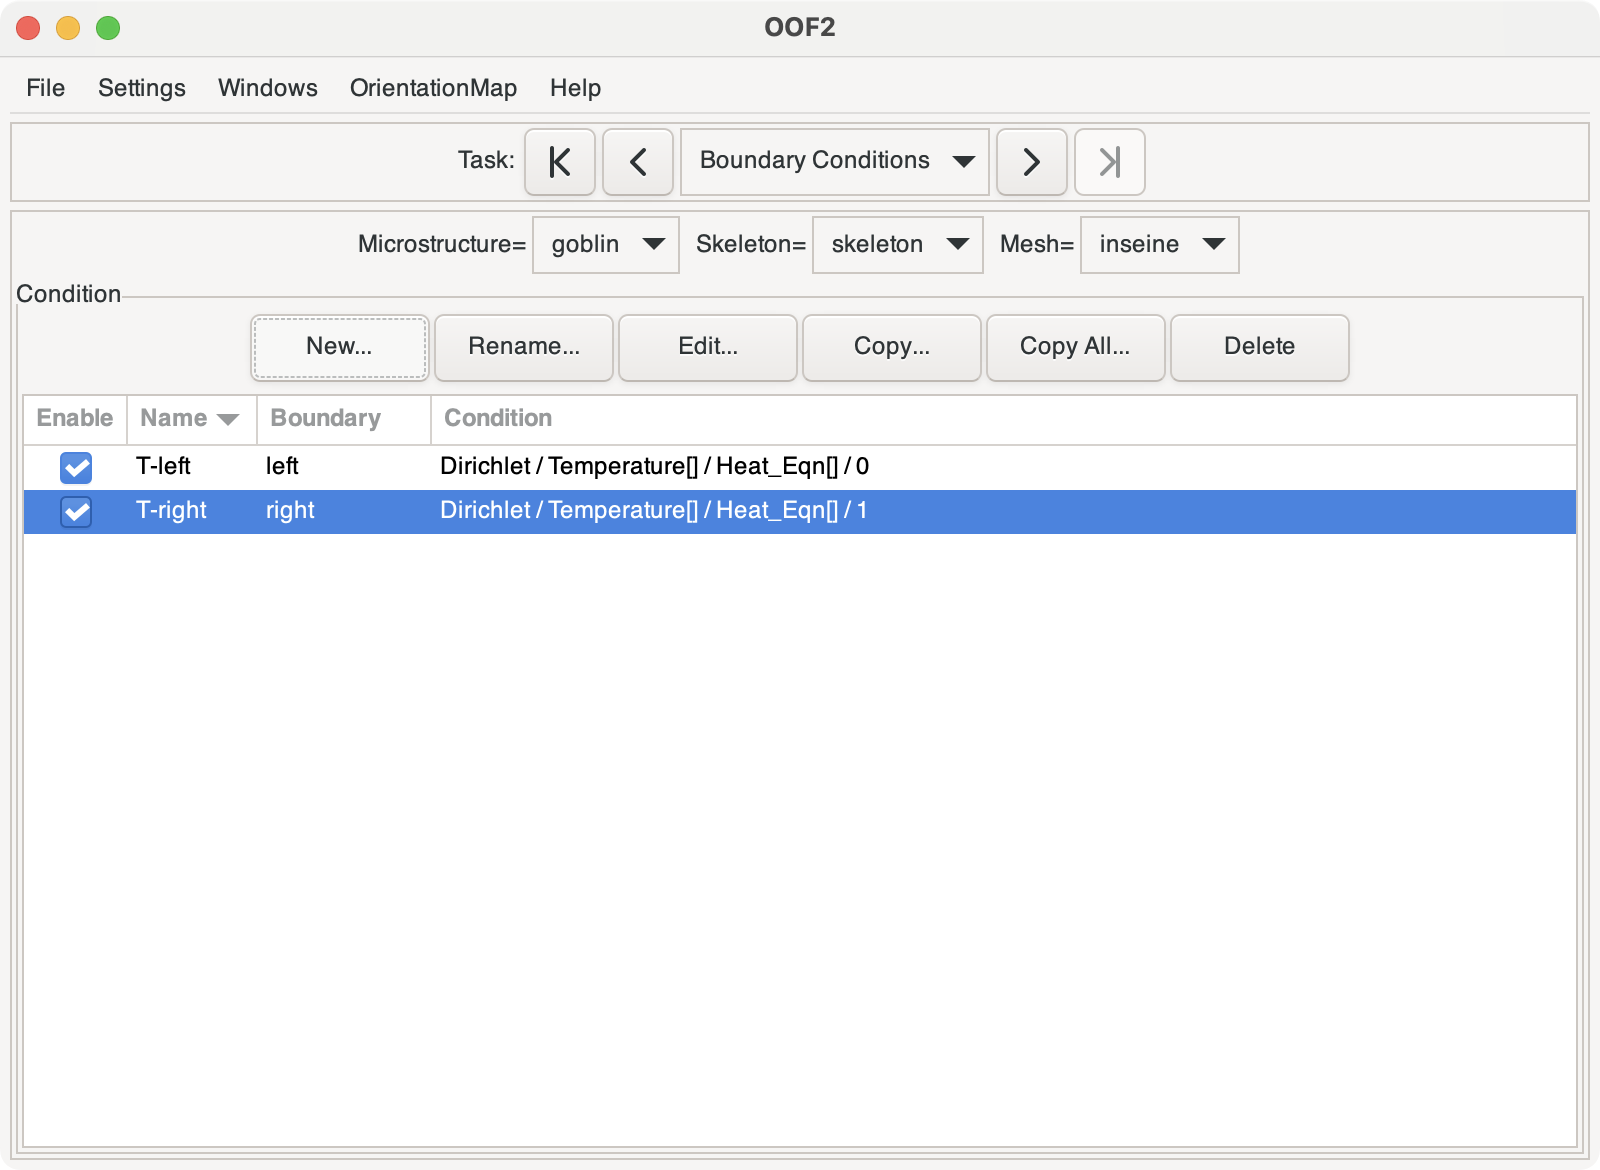 OOF2
File Settings Windows OrientationMap Help
Task: Boundary Conditions
Microstructure= goblin Skeleton= skeleton Mesh= inseine
Condition
New... Rename... Edit... Copy... Copy All... Delete
Enable Name Boundary Condition
T-left left Dirichlet / Temperature[] / Heat_Eqn[] / 0
T-right right Dirichlet / Temperature[] / Heat_Eqn[] / 1